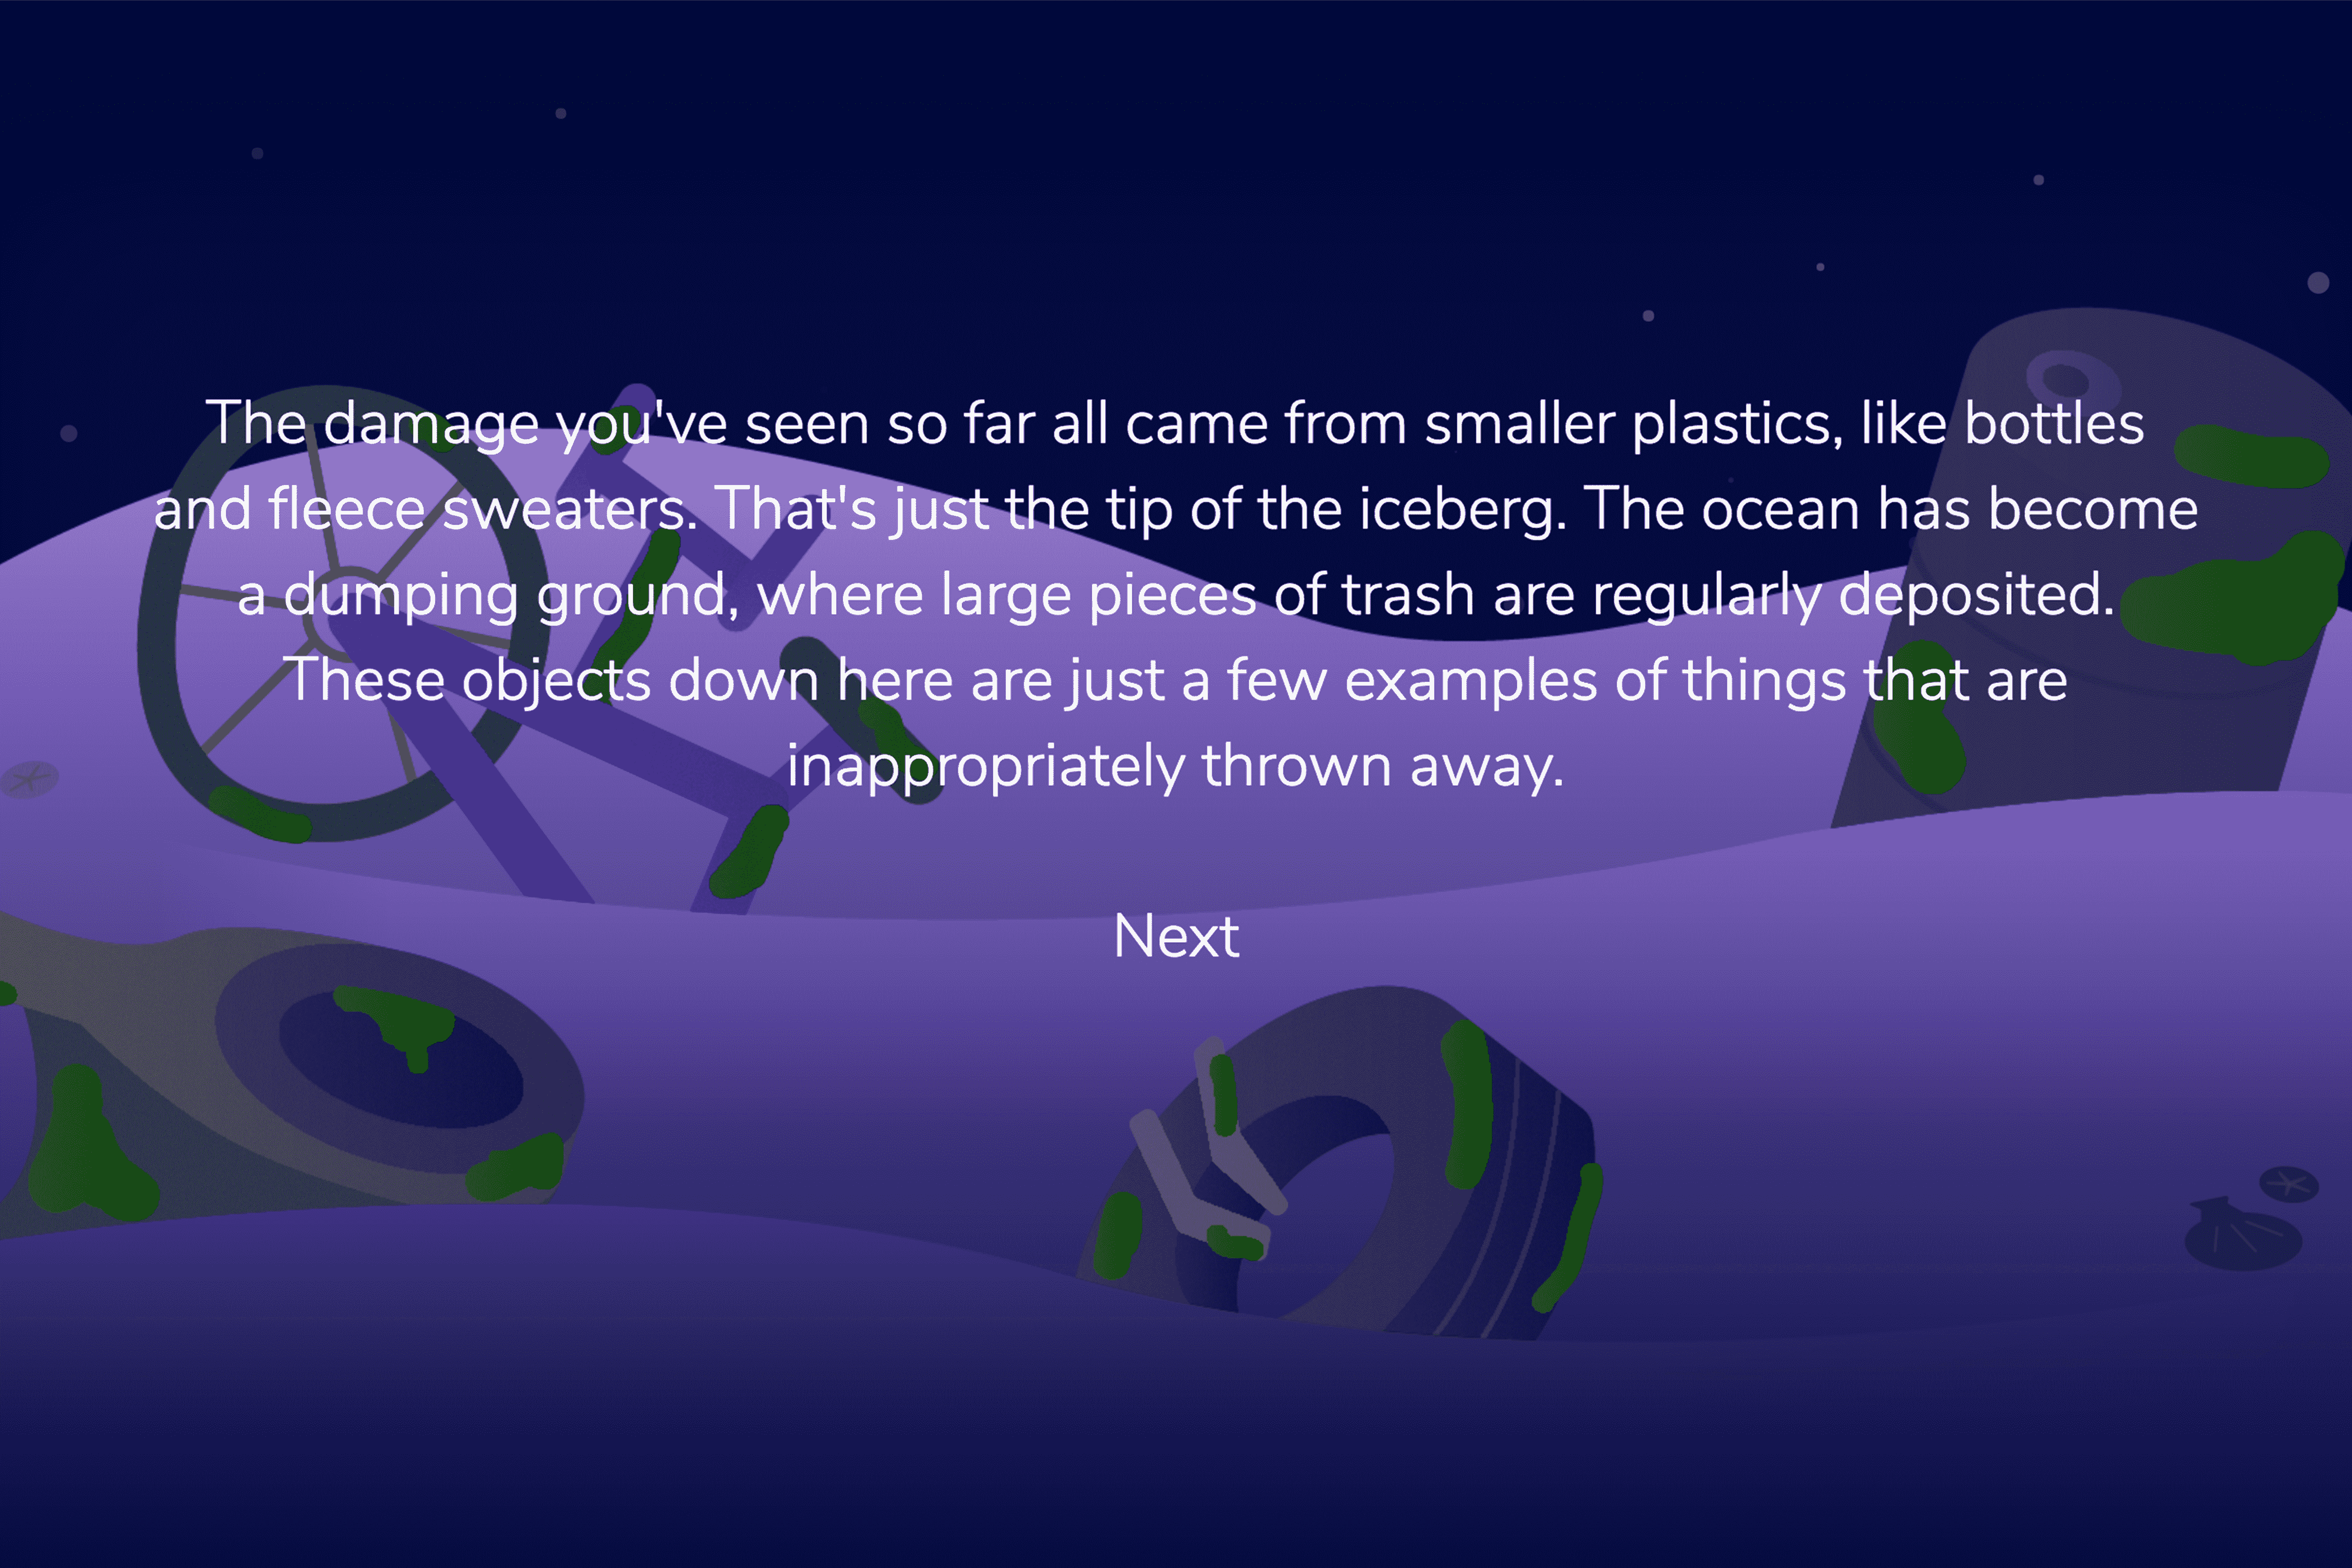 The damage you've seen so far all came from smaller plastics, like bottles
and fleece sweaters. That's just the tip of the iceberg. The ocean has become
a dumping ground, where large pieces of trash are regularly deposited.
These objects down here are just a few examples of things that are
inappropriately thrown away.
Next